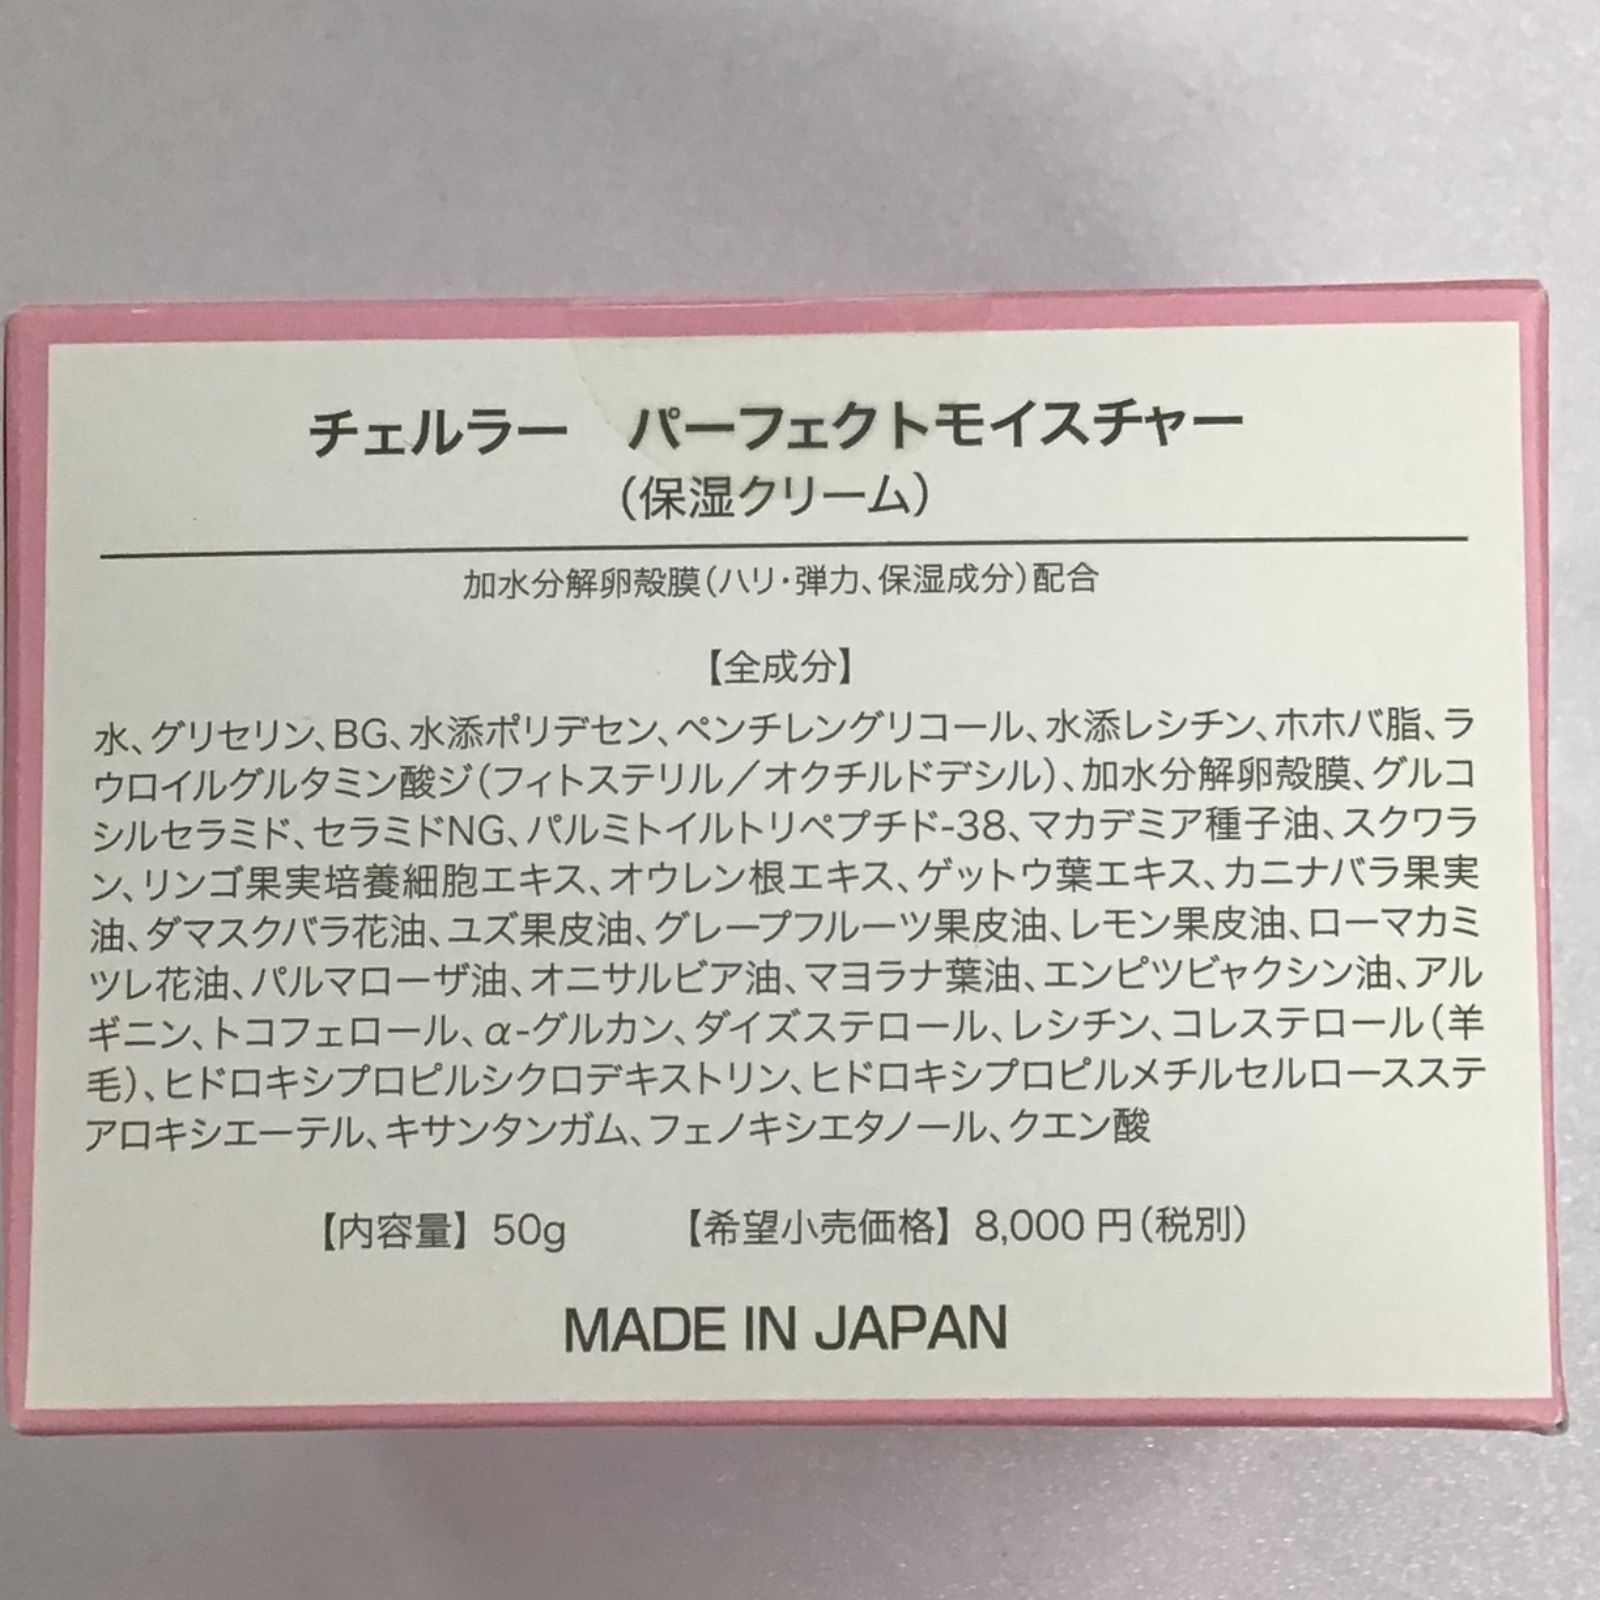 チェルラー　パーフェクトモイスチャー
（保湿クリーム）
加水分解卵殻膜（ハリ・弾力、保湿成分）配合
【全成分】
水、グリセリン、BG、水添ポリデセン、ペンチレングリコール、水添レシチン、ホホバ脂、ラ
ウロイルグルタミン酸ジ（フィトステリル／オクチルドデシル）、加水分解卵殻膜、グルコ
シルセラミド、セラミドNG、パルミトイルトリペプチド-38、マカデミア種子油、スクワラ
ン、リンゴ果実培養細胞エキス、オウレン根エキス、ゲットウ葉エキス、カニナバラ果実
油、ダマスクバラ花油、ユズ果皮油、グレープフルーツ果皮油、レモン果皮油、ローマカミ
ツレ花油、パルマローザ油、オニサルビア油、マヨラナ葉油、エンピツビャクシン油、アル
ギニン、トコフェロール、α-グルカン、ダイズステロール、レシチン、コレステロール（羊
毛）、ヒドロキシプロピルシクロデキストリン、ヒドロキシプロピルメチルセルロースステ
アロキシエーテル、キサンタンガム、フェノキシエタノール、クエン酸
【内容量】50g　【希望小売価格】8,000円（税別）
MADE IN JAPAN